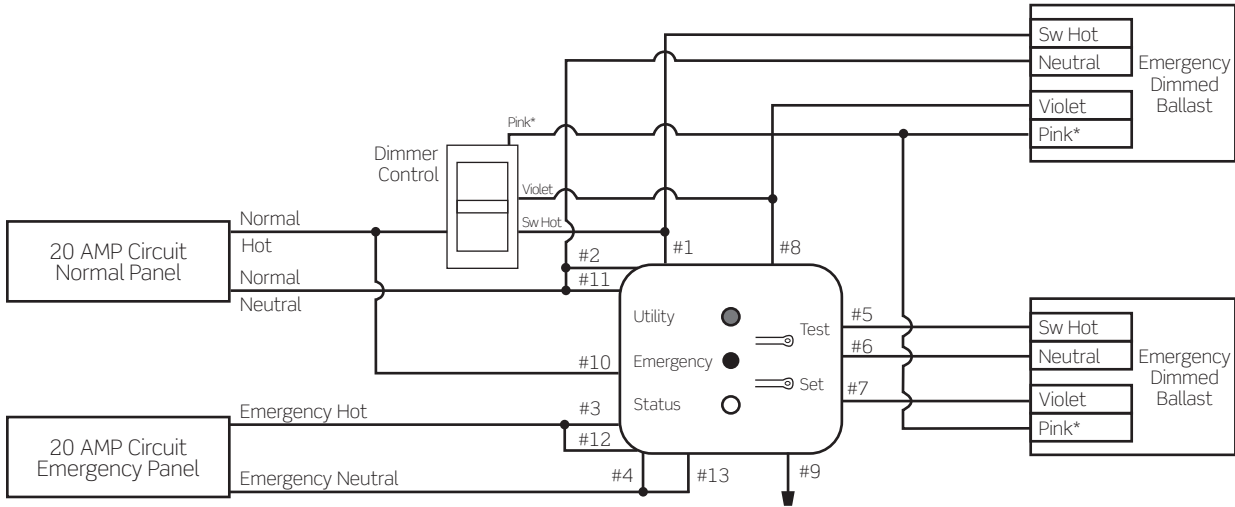 Sw Hot
Neutral
Violet
Pink*
Emergency
Dimmed
Ballast
Pink*
Dimmer
Control
Violet
Sw Hot
20 AMP Circuit
Normal Panel
Normal
Hot
Normal
Neutral
#1
#8
#2
#11
#10
#3
#12
#4
#13
#9
#5
#6
#7
Utility
Emergency
Status
Test
Set
20 AMP Circuit
Emergency Panel
Emergency Hot
Emergency Neutral
Sw Hot
Neutral
Violet
Pink*
Emergency
Dimmed
Ballast